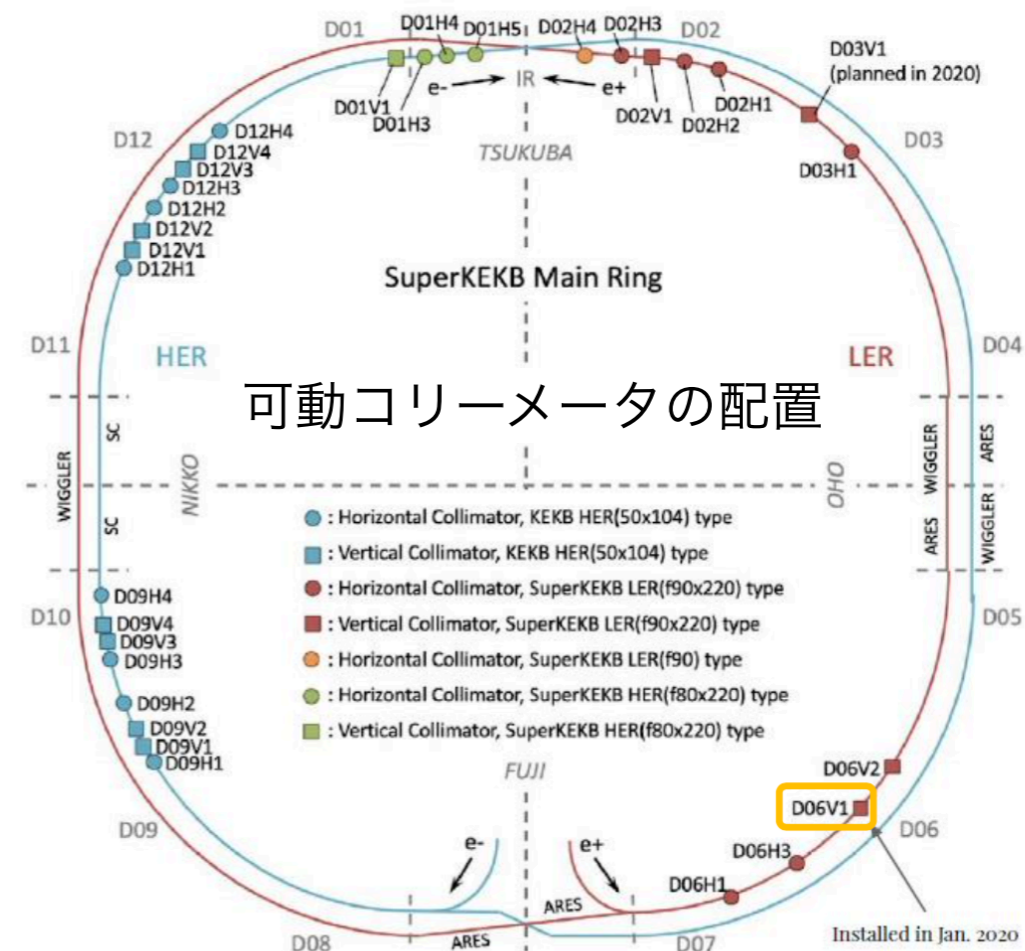 D01
D01H4
D01H5
D02H4
D02H3
D02
D03V1
(planned in 2020)
e-
IR
e+
D01V1
D01H3
D02V1
D02H2
D02H1
D12
D12H4
D12V4
D12V3
D12H3
D12H2
D12V2
D12V1
D12H1
TSUKUBA
D03
D03H1
SuperKEKB Main Ring
D11
HER
LER
D04
可動コリーメータの配置
WIGGLER
SC
SC
NIKKO
OHO
WIGGLER
ARES
ARES
WIGGLER
: Horizontal Collimator, KEKB HER(50x104) type
: Vertical Collimator, KEKB HER(50x104) type
: Horizontal Collimator, SuperKEKB LER(f90x220) type
: Vertical Collimator, SuperKEKB LER(f90x220) type
: Horizontal Collimator, SuperKEKB LER(f90) type
: Horizontal Collimator, SuperKEKB HER(f80x220) type
: Vertical Collimator, SuperKEKB HER(f80x220) type
D10
D09H4
D09V4
D09V3
D09H3
D09H2
D09V2
D09V1
D09H1
D05
FUJI
D06V2
D06V1
D06
D09
e-
e+
D06H3
D06H1
ARES
ARES
D08
D07
Installed in Jan. 2020